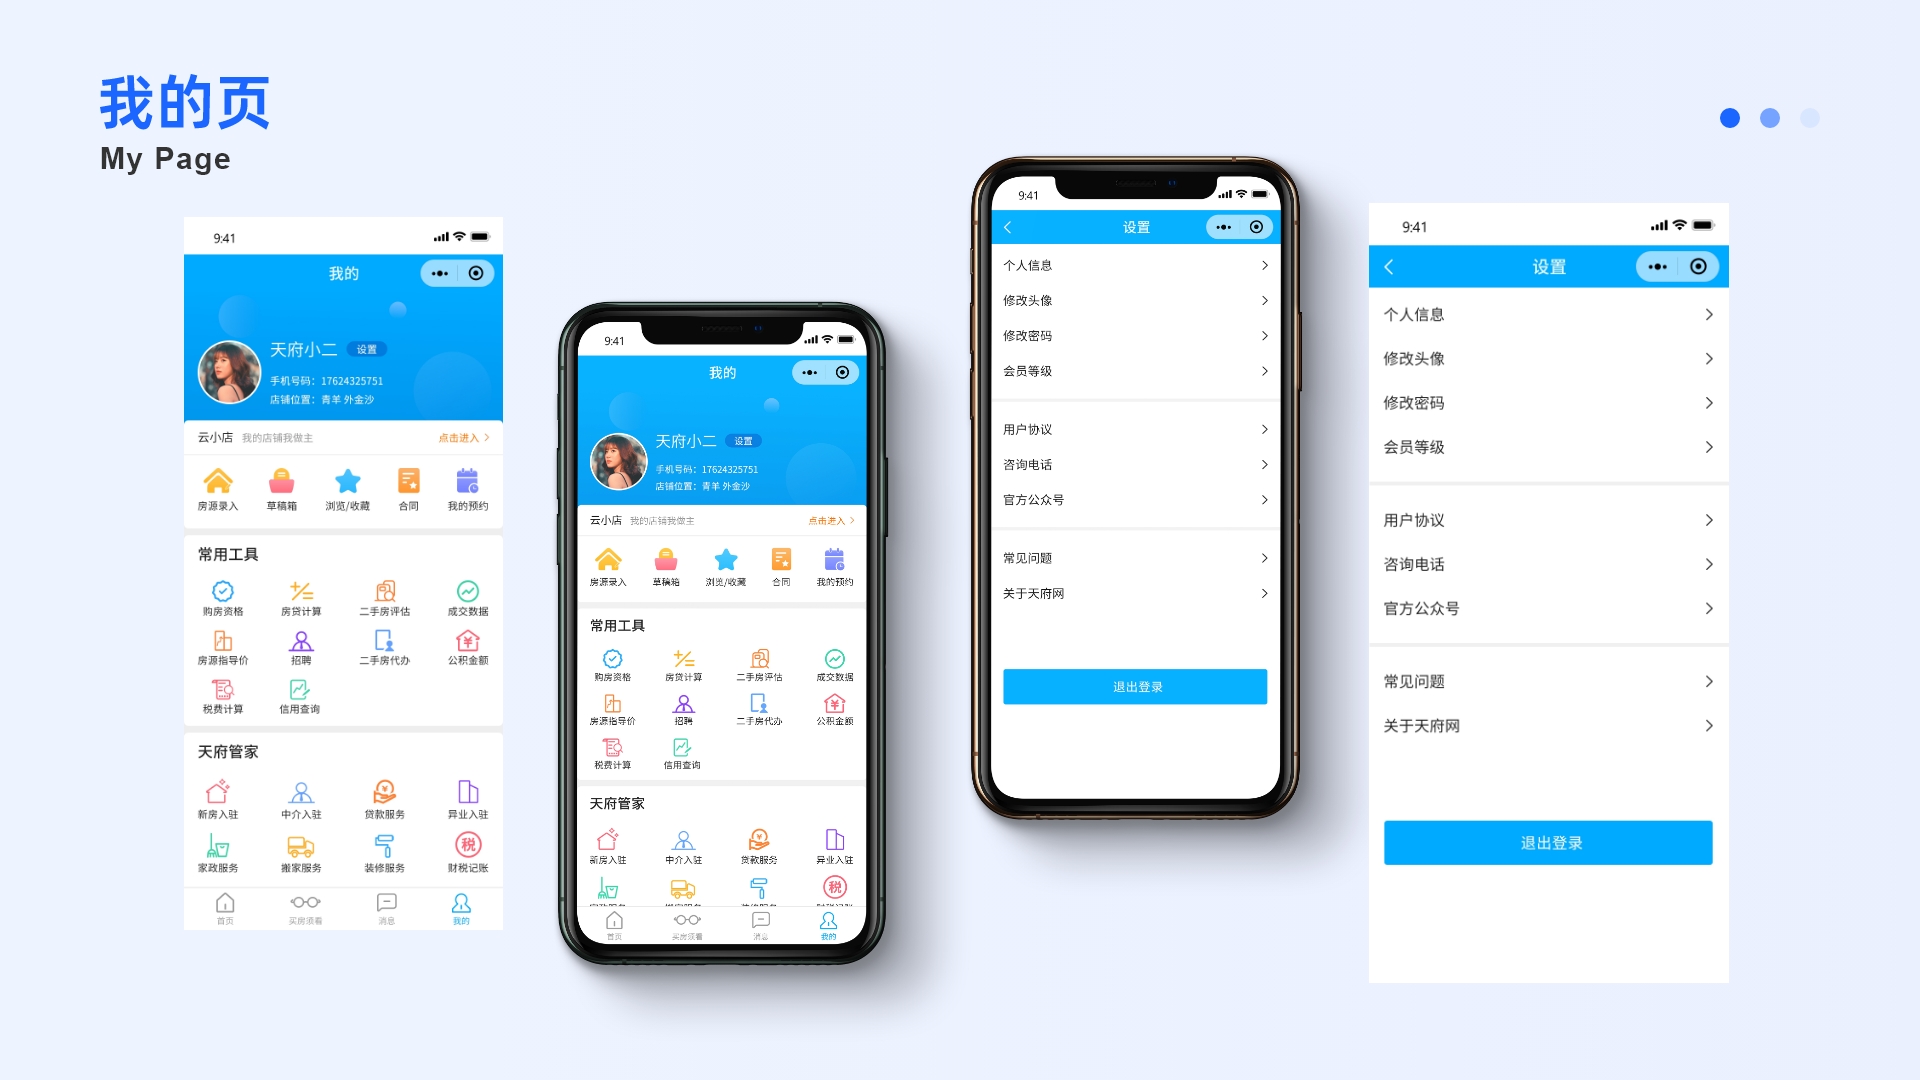 我的页
My Page
9:41
我的
天府小二 设置
手机号码：17624325751
店铺位置：青羊 外金沙
云小店 我的店铺我做主 点击进入
房源录入 草稿箱 浏览/收藏 合同 我的预约
常用工具
购房资格 房贷计算 二手房评估 成交数据
房源指导价 招聘 二手房代办 公积金额
税费计算 信用查询
天府管家
新房入驻 中介入驻 贷款服务 异业入驻
家政服务 搬家服务 装修服务 财税记账
税
首页 买房须看 消息 我的
9:41
我的
天府小二 设置
手机号码：17624325751
店铺位置：青羊 外金沙
云小店 我的店铺我做主 点击进入
房源录入 草稿箱 浏览/收藏 合同 我的预约
常用工具
购房资格 房贷计算 二手房评估 成交数据
房源指导价 招聘 二手房代办 公积金额
税费计算 信用查询
天府管家
新房入驻 中介入驻 贷款服务 异业入驻
税
首页 买房须看 消息 我的
9:41
设置
个人信息
修改头像
修改密码
会员等级
用户协议
咨询电话
官方公众号
常见问题
关于天府网
退出登录
9:41
设置
个人信息
修改头像
修改密码
会员等级
用户协议
咨询电话
官方公众号
常见问题
关于天府网
退出登录